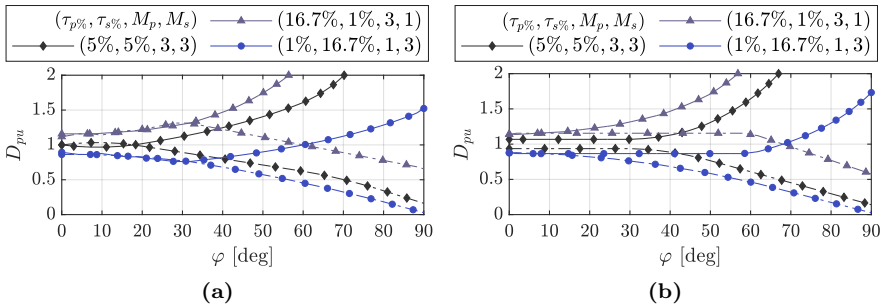 (τp%, τs%, Mp, Ms)
(16.7%, 1%, 3, 1)
(5%, 5%, 3, 3)
(1%, 16.7%, 1, 3)
2
1.5
1
0.5
0
Dpu
0 10 20 30 40 50 60 70 80 90
φ [deg]
(a)
(τp%, τs%, Mp, Ms)
(16.7%, 1%, 3, 1)
(5%, 5%, 3, 3)
(1%, 16.7%, 1, 3)
2
1.5
1
0.5
0
Dpu
0 10 20 30 40 50 60 70 80 90
φ [deg]
(b)